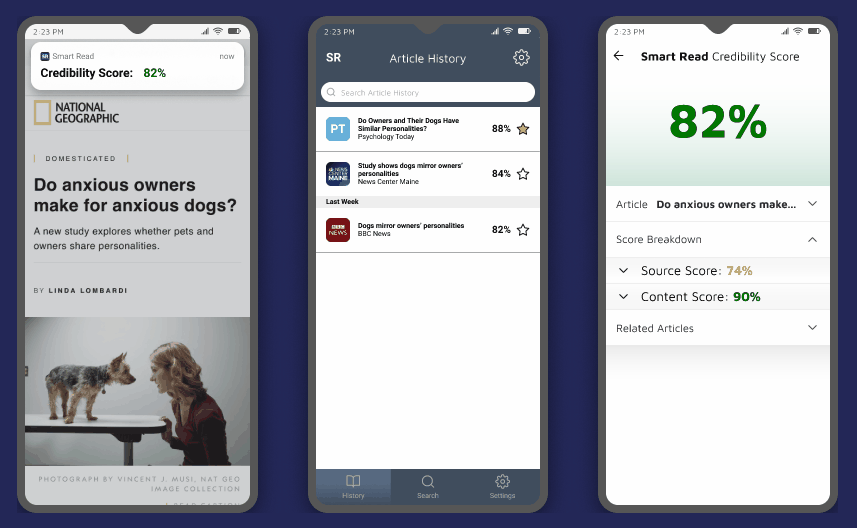 2:23 PM
SR Smart Read now
Credibility Score: 82%
NATIONAL
GEOGRAPHIC
DOMESTICATED
Do anxious owners
make for anxious dogs?
A new study explores whether pets and
owners share personalities.
BY LINDA LOMBARDI
PHOTOGRAPH BY VINCENT J. MUSI, NAT GEO
IMAGE COLLECTION
2:23 PM
SR Article History
Search Article History
PT
Do Owners and Their Dogs Have
Similar Personalities?
Psychology Today
88%
NEWS
CENTER
MAINE
Study shows dogs mirror owners'
personalities
News Center Maine
84%
Last Week
BBC
NEWS
Dogs mirror owners' personalities
BBC News
82%
History Search Settings
2:23 PM
Smart Read Credibility Score
82%
Article Do anxious owners make...
Score Breakdown
Source Score: 74%
Content Score: 90%
Related Articles